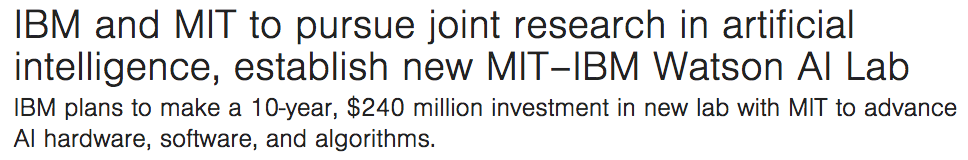 IBM and MIT to pursue joint research in artificial
intelligence, establish new MIT–IBM Watson AI Lab
IBM plans to make a 10-year, $240 million investment in new lab with MIT to advance
AI hardware, software, and algorithms.